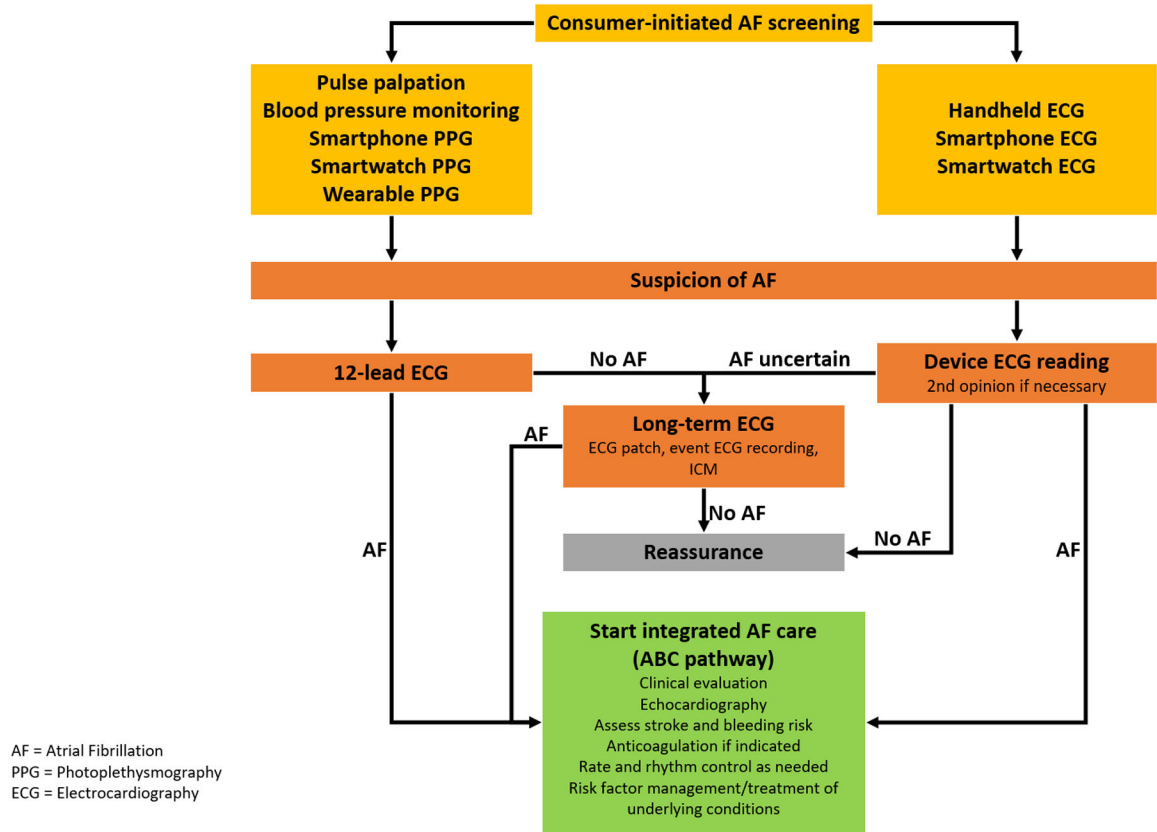 Consumer-initiated AF screening
Pulse palpation
Blood pressure monitoring
Smartphone PPG
Smartwatch PPG
Wearable PPG
Handheld ECG
Smartphone ECG
Smartwatch ECG
Suspicion of AF
12-lead ECG
No AF
AF uncertain
Device ECG reading
2nd opinion if necessary
AF
Long-term ECG
ECG patch, event ECG recording,
ICM
No AF
AF
Reassurance
No AF
AF
Start integrated AF care
(ABC pathway)
Clinical evaluation
Echocardiography
Assess stroke and bleeding risk
Anticoagulation if indicated
Rate and rhythm control as needed
Risk factor management/treatment of
underlying conditions
AF = Atrial Fibrillation
PPG = Photoplethysmography
ECG = Electrocardiography